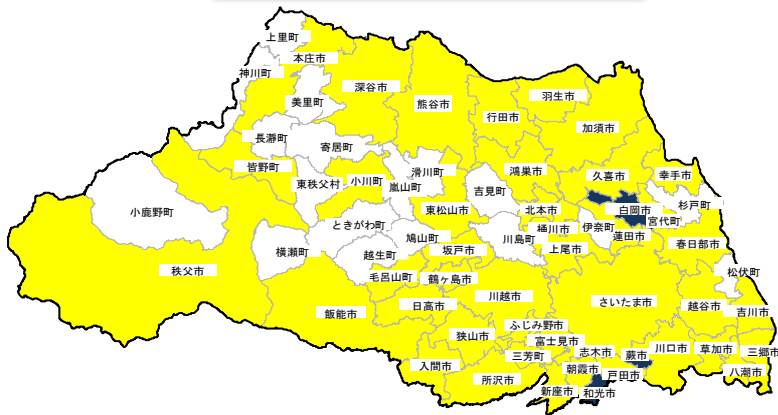 上里町
本庄市
神川町
深谷市
美里町
熊谷市
羽生市
行田市
加須市
長瀞町
寄居町
皆野町
滑川町
鴻巣市
久喜市
幸手市
東秩父村
小川町
嵐山町
吉見町
小鹿野町
東松山市
北本市
白岡市
杉戸町
宮代町
ときがわ町
鳩山町
川島町
桶川市
伊奈町
蓮田市
横瀬町
越生町
坂戸市
上尾市
春日部市
秩父市
毛呂山町
鶴ヶ島市
松伏町
飯能市
日高市
川越市
さいたま市
越谷市
吉川市
狭山市
ふじみ野市
富士見市
三芳町
志木市
蕨市
川口市
草加市
三郷市
入間市
所沢市
朝霞市
戸田市
八潮市
新座市
和光市